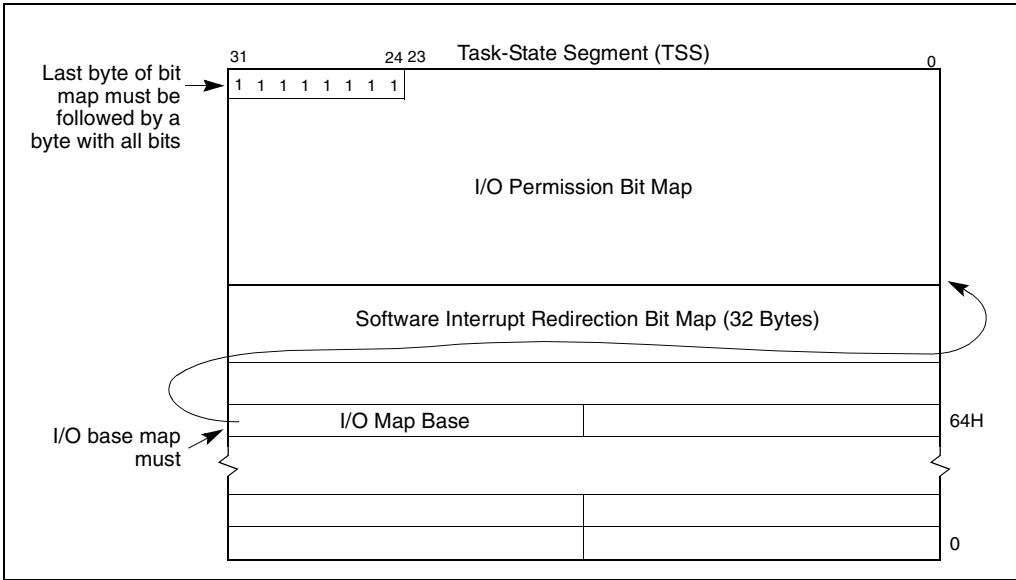 Task-State Segment (TSS)
31
24 23
0
Last byte of bit
map must be
followed by a
byte with all bits
1 1 1 1 1 1 1 1
I/O Permission Bit Map
Software Interrupt Redirection Bit Map (32 Bytes)
I/O Map Base
64H
I/O base map
must
0